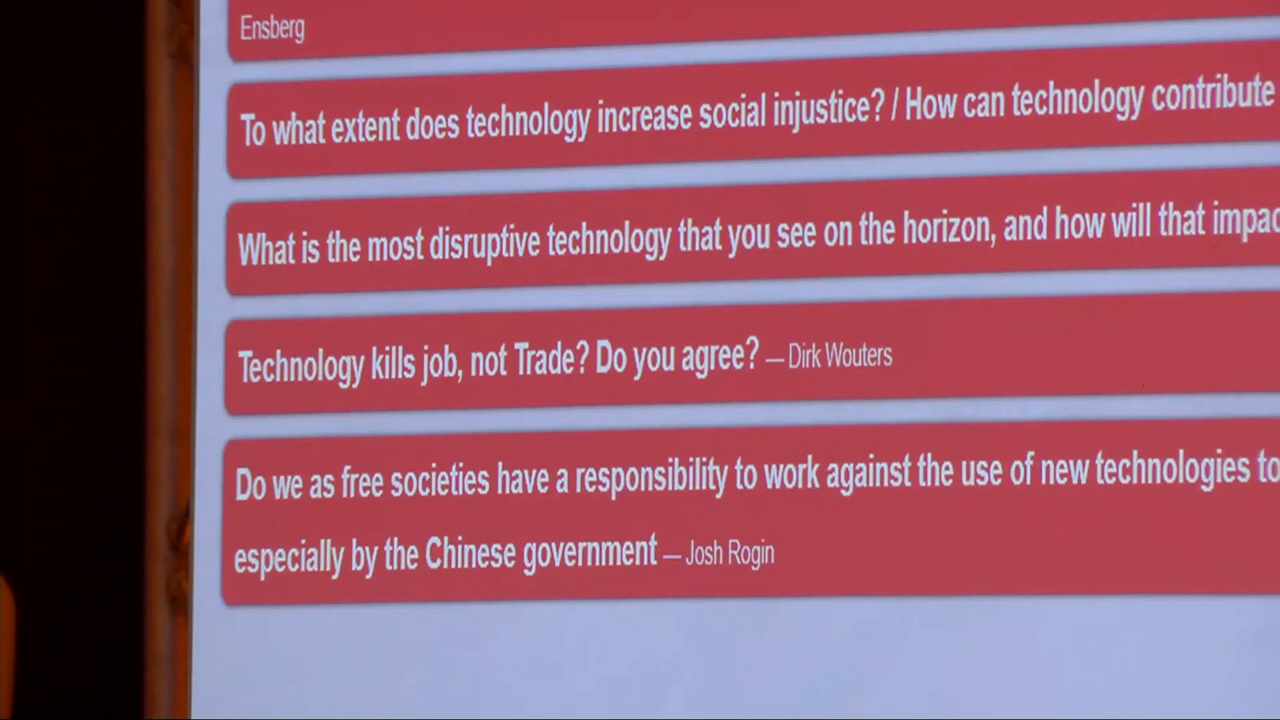 Ensberg
To what extent does technology increase social injustice? / How can technology contribute
What is the most disruptive technology that you see on the horizon, and how will that impac
Technology kills job, not Trade? Do you agree? — Dirk Wouters
Do we as free societies have a responsibility to work against the use of new technologies to
especially by the Chinese government — Josh Rogin